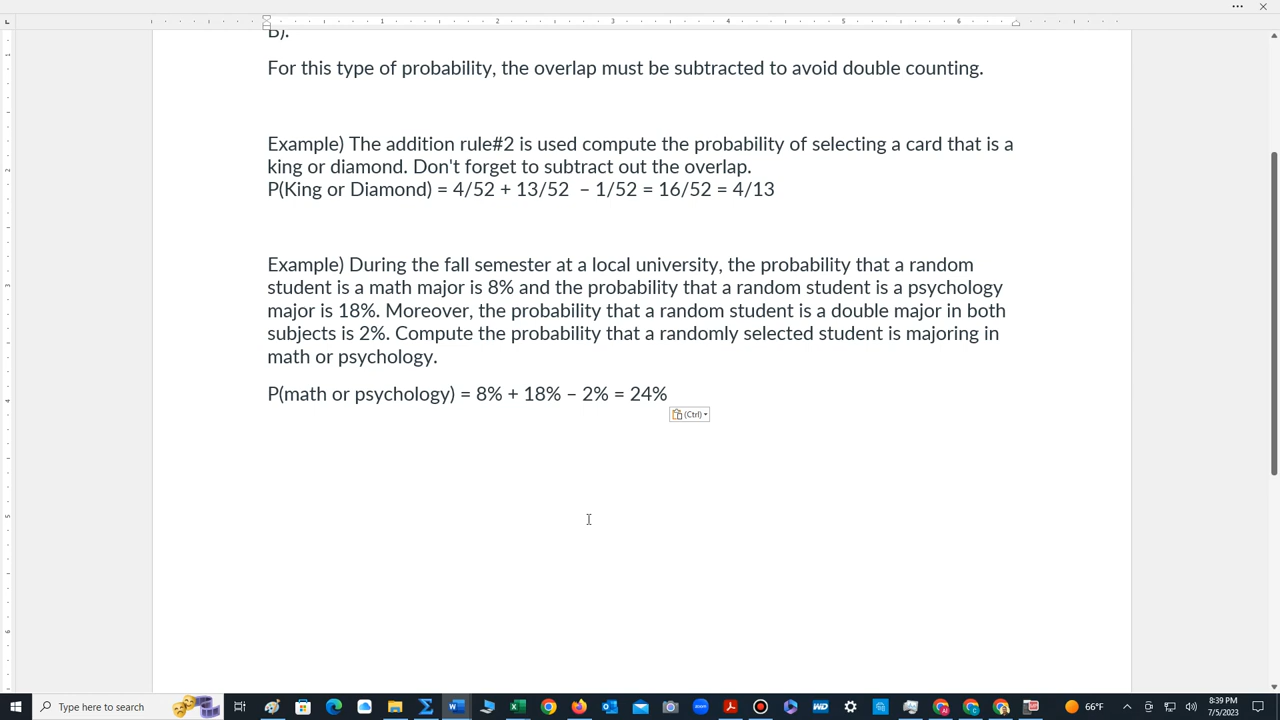 B).
For this type of probability, the overlap must be subtracted to avoid double counting.
Example) The addition rule#2 is used compute the probability of selecting a card that is a
king or diamond. Don't forget to subtract out the overlap.
P(King or Diamond) = 4/52 + 13/52  – 1/52 = 16/52 = 4/13
Example) During the fall semester at a local university, the probability that a random
student is a math major is 8% and the probability that a random student is a psychology
major is 18%. Moreover, the probability that a random student is a double major in both
subjects is 2%. Compute the probability that a randomly selected student is majoring in
math or psychology.
P(math or psychology) = 8% + 18% – 2% = 24%
(Ctrl)
Type here to search
66°F
8:39 PM
7/5/2023